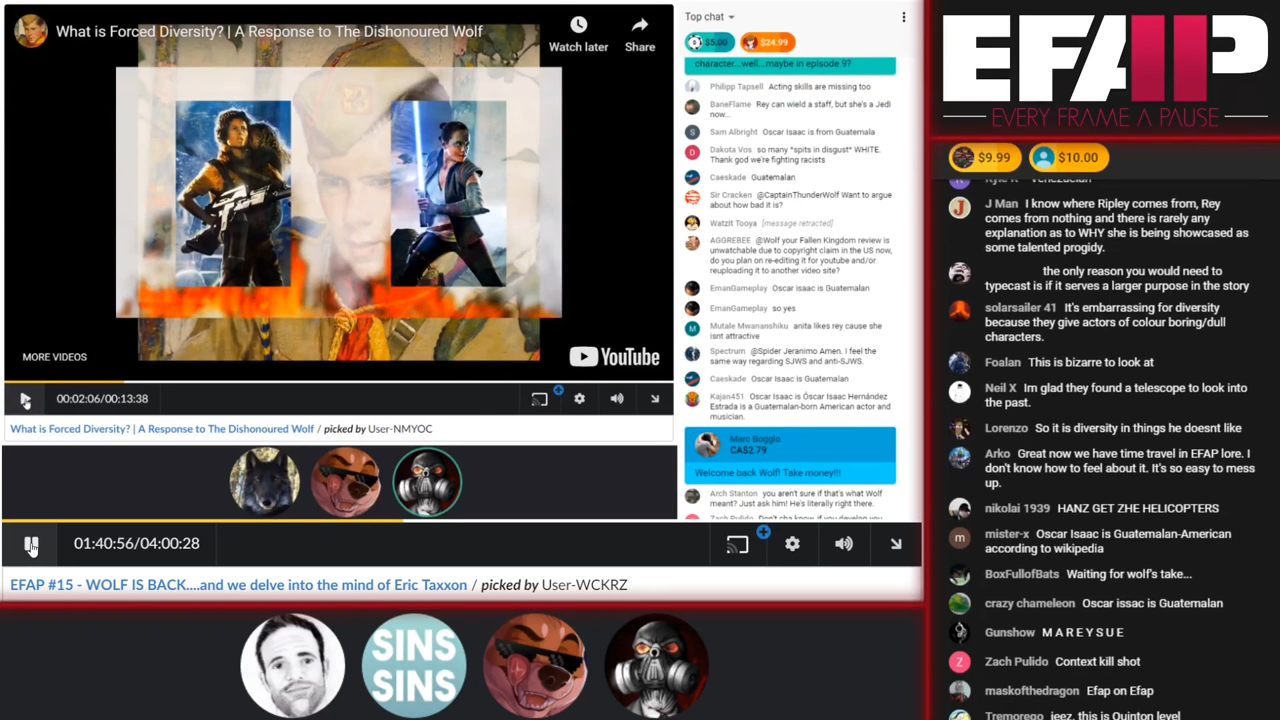 What is Forced Diversity? | A Response to The Dishonoured Wolf
Watch later
Share
MORE VIDEOS
YouTube
00:02:06/00:13:38
What is Forced Diversity? | A Response to The Dishonoured Wolf / picked by User-NMYOC
Top chat
$5.00
$24.99
character...well...maybe in episode 9?
Philipp Tapsell Acting skills are missing too
BaneFlame Rey can wield a staff, but she's a Jedi
now...
S
Sam Albright Oscar Isaac is from Guatemala
D
Dakota Vos so many *spits in disgust* WHITE.
Thank god we're fighting racists
Caeskade Guatemalan
Sir Cracken @CaptainThunderWolf Want to argue
about how bad it is?
Watzit Tooya [message retracted]
AGGREBEE @Wolf your Fallen Kingdom review is
unwatchable due to copyright claim in the US now,
do you plan on re-editing it for youtube and/or
reuploading it to another video site?
EmanGameplay Oscar isaac is Guatemalan
EmanGameplay so yes
M
Mutale Mwananshiku anita likes rey cause she
isnt attractive
Spectrum @Spider Jeranimo Amen. I feel the
same way regarding SJWS and anti-SJWS.
Caeskade Oscar Isaac is Guatemalan
Kajan451 Oscar Isaac is Óscar Isaac Hernández
Estrada is a Guatemalan-born American actor and
musician.
Marc Boggio
CA$2.79
Welcome back Wolf! Take money!!!
Arch Stanton you aren't sure if that's what Wolf
meant? Just ask him! He's literally right there.
Zach Pulido Don't cha know, if you develop you
01:40:56/04:00:28
EFAP #15 - WOLF IS BACK....and we delve into the mind of Eric Taxxon / picked by User-WCKRZ
SINS
SINS
EFAP
EVERY FRAME A PAUSE
$9.99
$10.00
J
J Man I know where Ripley comes from, Rey
comes from nothing and there is rarely any
explanation as to WHY she is being showcased as
some talented progidy.
the only reason you would need to
typecast is if it serves a larger purpose in the story
solarsailer 41 It's embarrassing for diversity
because they give actors of colour boring/dull
characters.
Foalan This is bizarre to look at
Neil X Im glad they found a telescope to look into
the past.
Lorenzo So it is diversity in things he doesnt like
Arko Great now we have time travel in EFAP lore. I
don't know how to feel about it. It's so easy to mess
up.
nikolai 1939 HANZ GET ZHE HELICOPTERS
m
mister-x Oscar Isaac is Guatemalan-American
according to wikipedia
BoxFullofBats Waiting for wolf's take...
crazy chameleon Oscar issac is Guatemalan
Gunshow M A R E Y S U E
Z
Zach Pulido Context kill shot
maskofthedragon Efap on Efap
Tremorego jeez, this is Quinton level